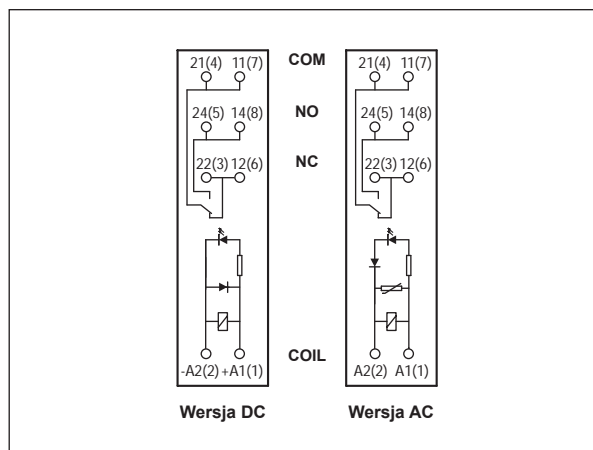 21(4) 11(7) COM 21(4) 11(7)
24(5) 14(8) NO 24(5) 14(8)
22(3) 12(6) NC 22(3) 12(6)
COIL
-A2(2) +A1(1) A2(2) A1(1)
Wersja DC Wersja AC